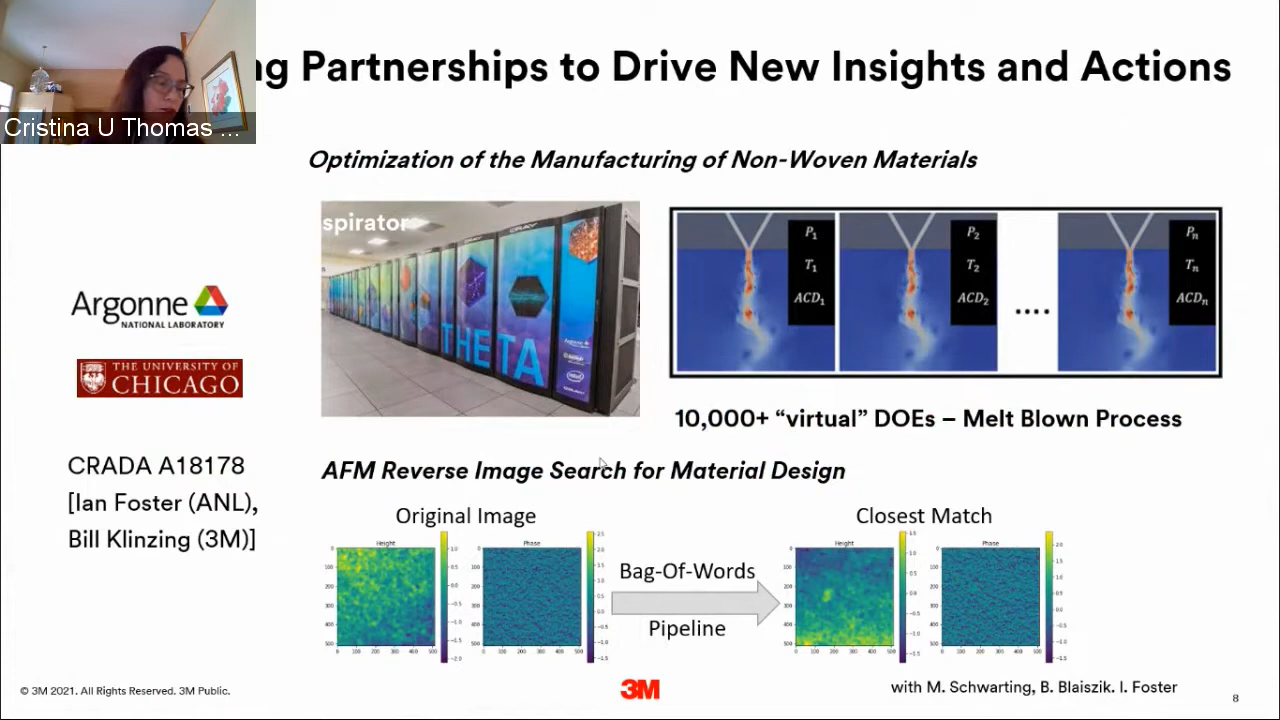 ng Partnerships to Drive New Insights and Actions
Cristina U Thomas ...
Optimization of the Manufacturing of Non-Woven Materials
spirator
THETA
P1
T1
ACD1
P2
T2
ACD2
....
Pn
Tn
ACDn
Argonne
NATIONAL LABORATORY
THE UNIVERSITY OF
CHICAGO
10,000+ “virtual” DOEs – Melt Blown Process
CRADA A18178
[Ian Foster (ANL),
Bill Klinzing (3M)]
AFM Reverse Image Search for Material Design
Original Image
Closest Match
Height
Phase
Bag-Of-Words
Pipeline
Height
Phase
© 3M 2021. All Rights Reserved. 3M Public.
3M
with M. Schwarting, B. Blaiszik. I. Foster
8